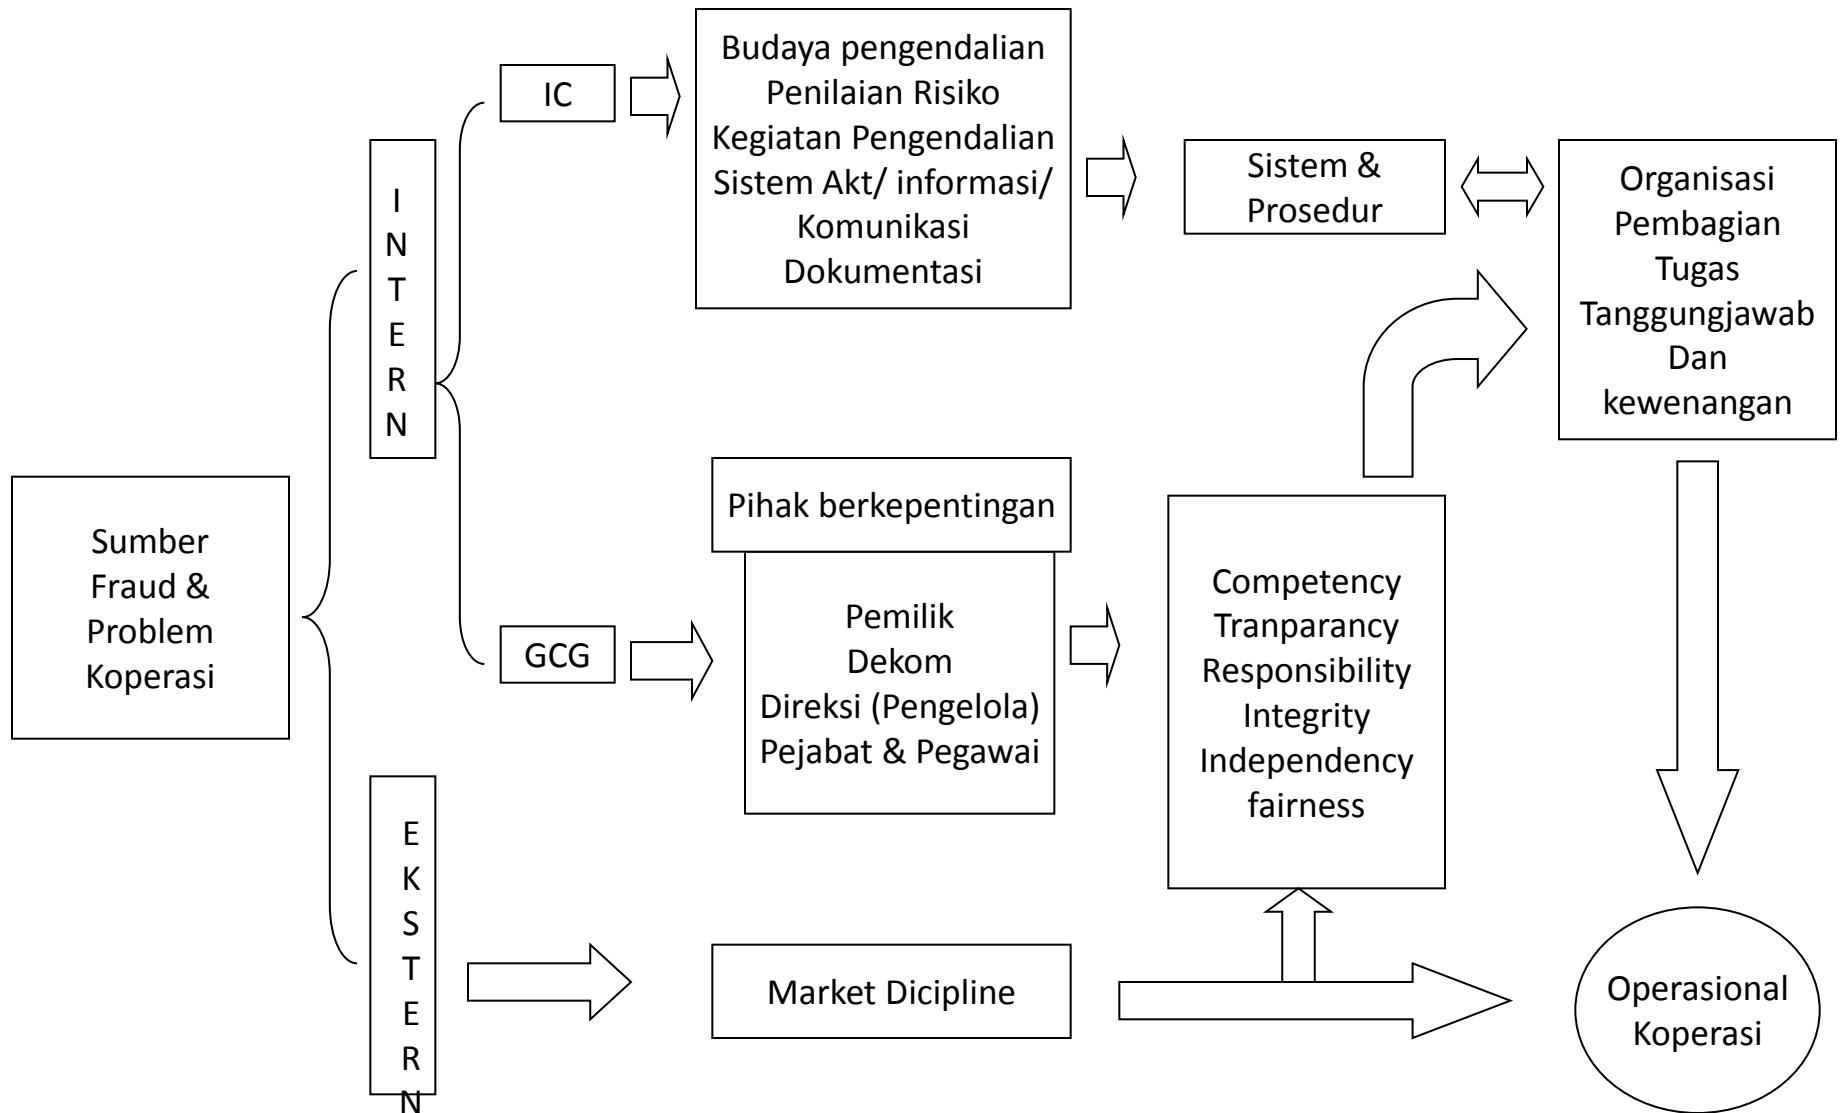 Sumber
Fraud &
Problem
Koperasi
I
N
T
E
R
N
IC
Budaya pengendalian
Penilaian Risiko
Kegiatan Pengendalian
Sistem Akt/ informasi/
Komunikasi
Dokumentasi
Sistem &
Prosedur
Organisasi
Pembagian
Tugas
Tanggungjawab
Dan
kewenangan
GCG
Pihak berkepentingan
Pemilik
Dekom
Direksi (Pengelola)
Pejabat & Pegawai
Competency
Tranparancy
Responsibility
Integrity
Independency
fairness
E
K
S
T
E
R
N
Market Dicipline
Operasional
Koperasi